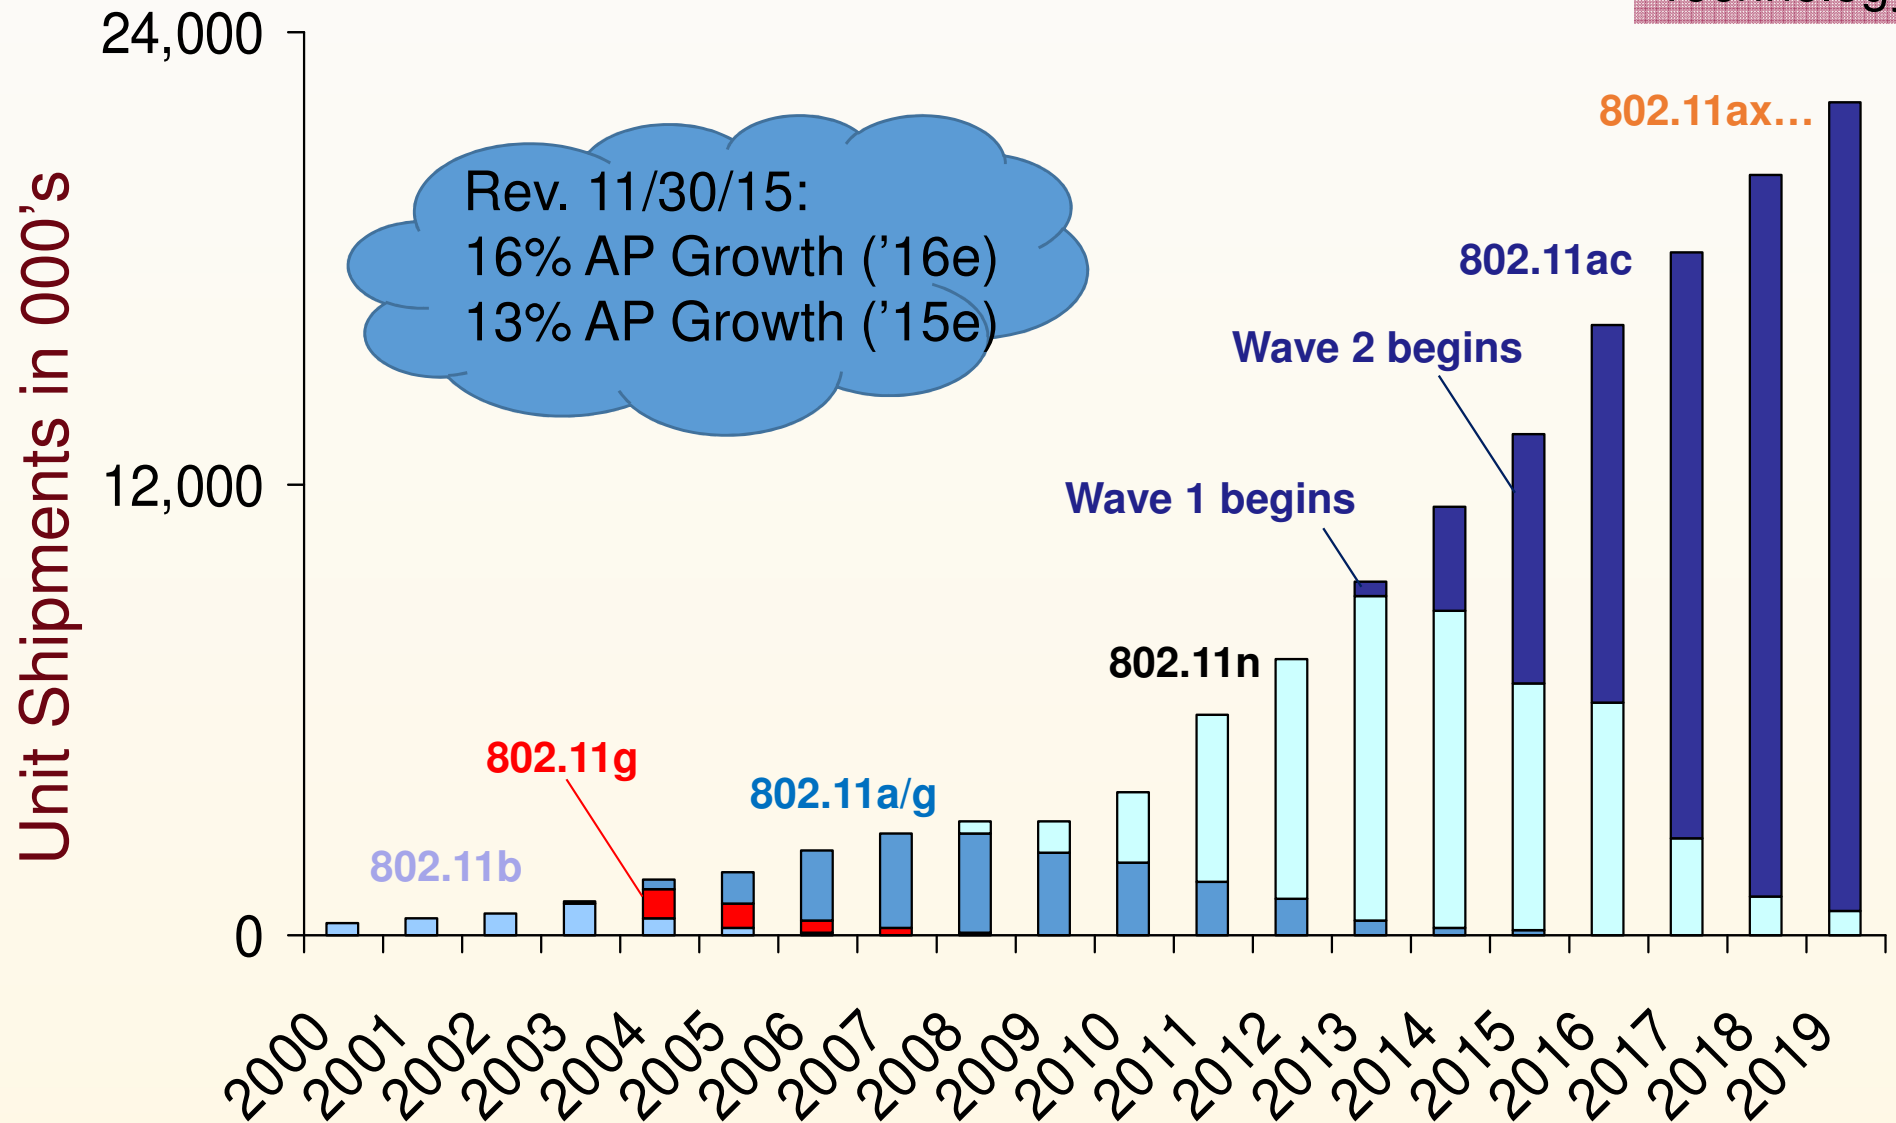 24,000
802.11ax...
Rev. 11/30/15:
16% AP Growth (’16e)
13% AP Growth (’15e)
802.11ac
Wave 2 begins
Unit Shipments in 000’s
12,000
Wave 1 begins
802.11n
802.11g
802.11a/g
802.11b
0
2000
2001
2002
2003
2004
2005
2006
2007
2008
2009
2010
2011
2012
2013
2014
2015
2016
2017
2018
2019